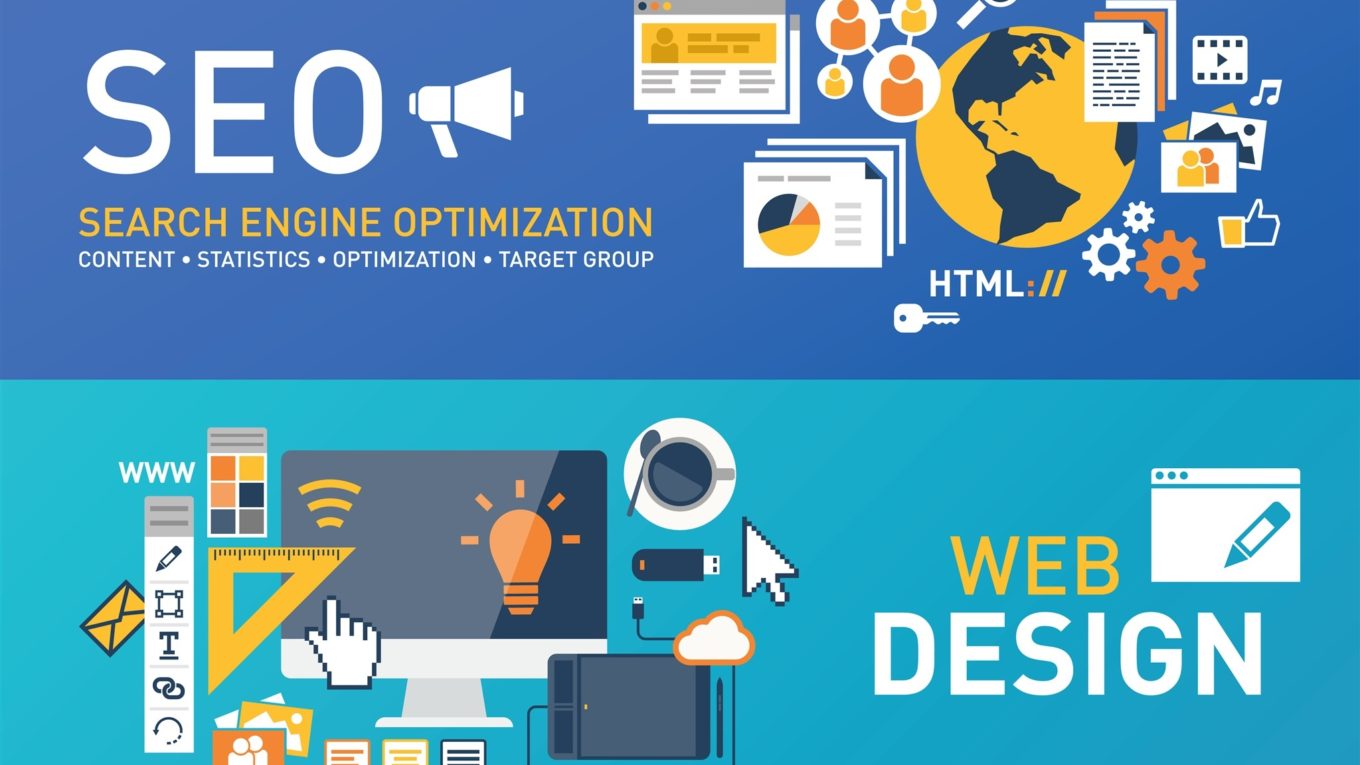 SEO
SEARCH ENGINE OPTIMIZATION
CONTENT • STATISTICS • OPTIMIZATION • TARGET GROUP
HTML://
WWW
T
WEB
DESIGN